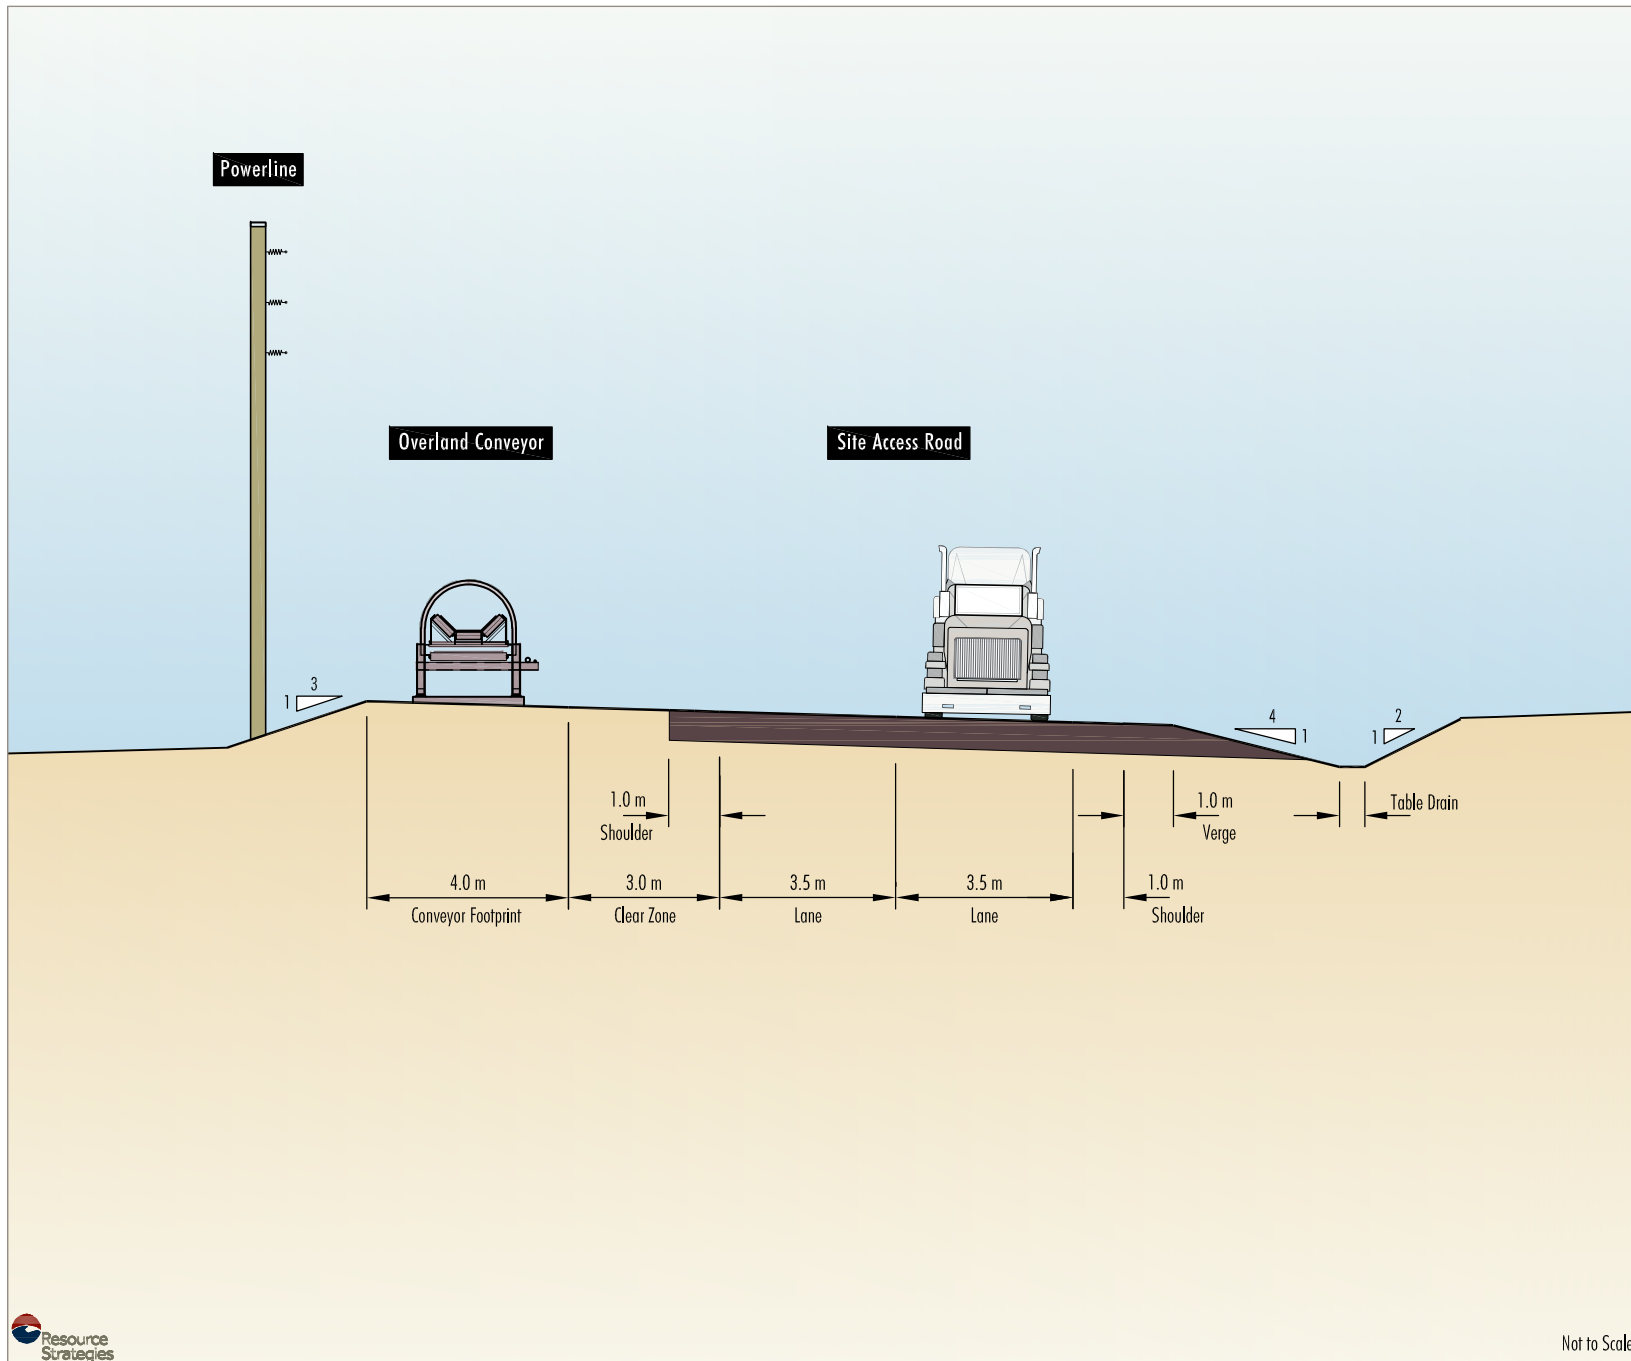 Powerline
Overland Conveyor
Site Access Road
3
1
4
1
2
1
1.0 m
Shoulder
1.0 m
Verge
Table Drain
4.0 m
Conveyor Footprint
3.0 m
Clear Zone
3.5 m
Lane
3.5 m
Lane
1.0 m
Shoulder
Resource
Strategies
Not to Scale